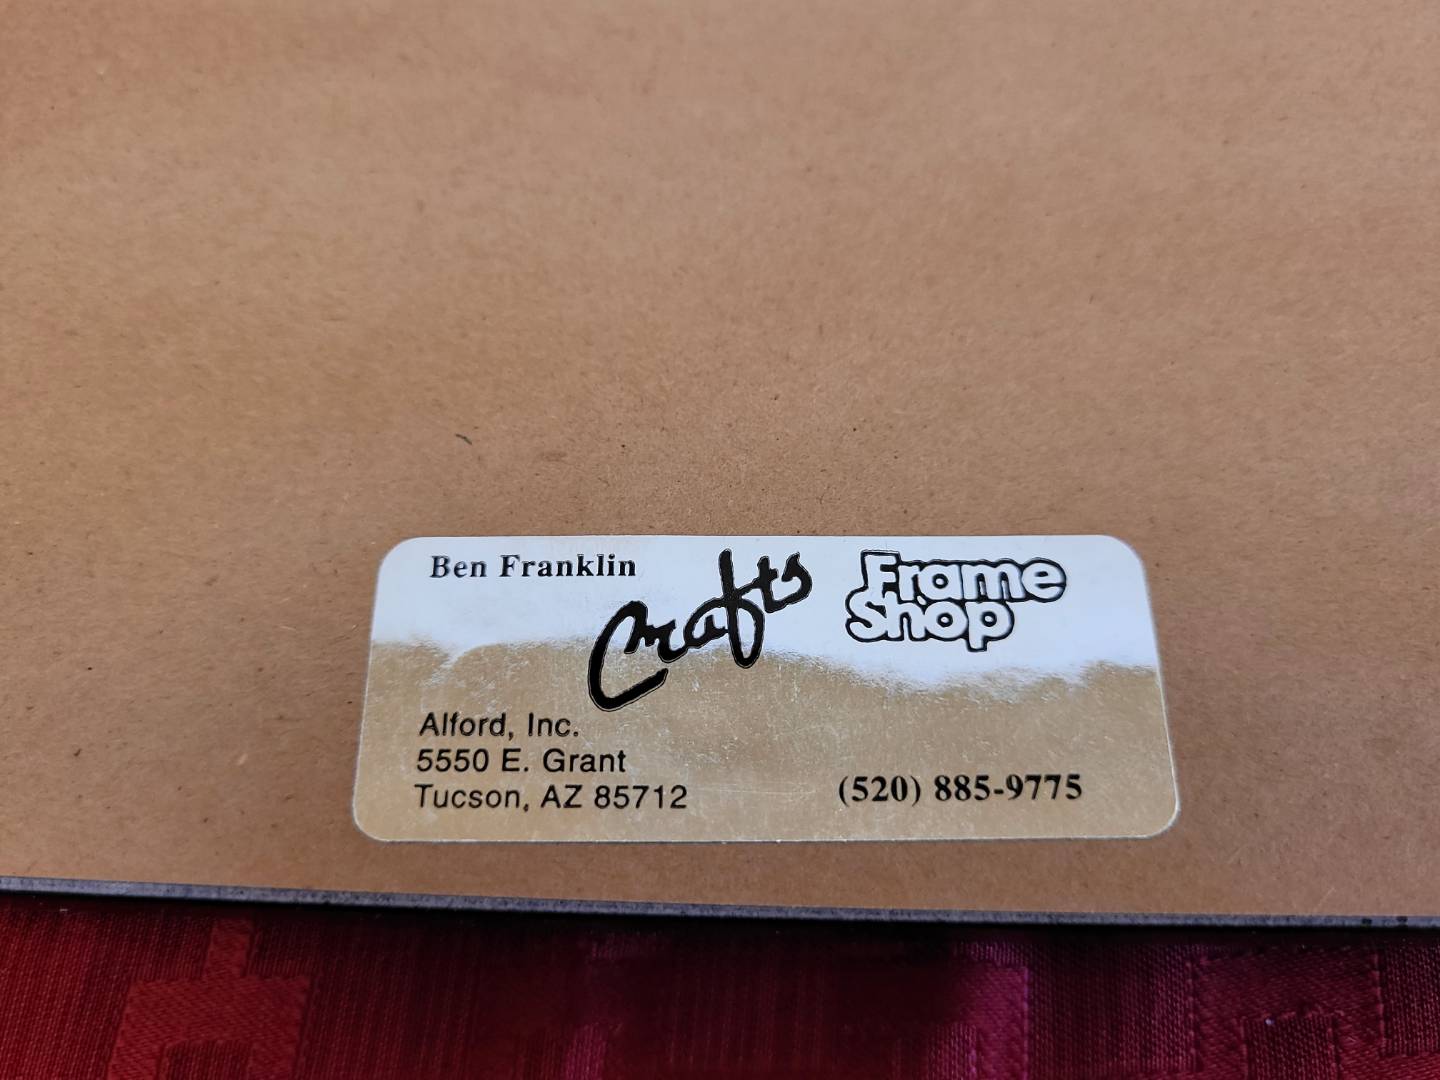 Ben Franklin
Crafts
Frame
Shop
Alford, Inc.
5550 E. Grant
Tucson, AZ 85712
(520) 885-9775